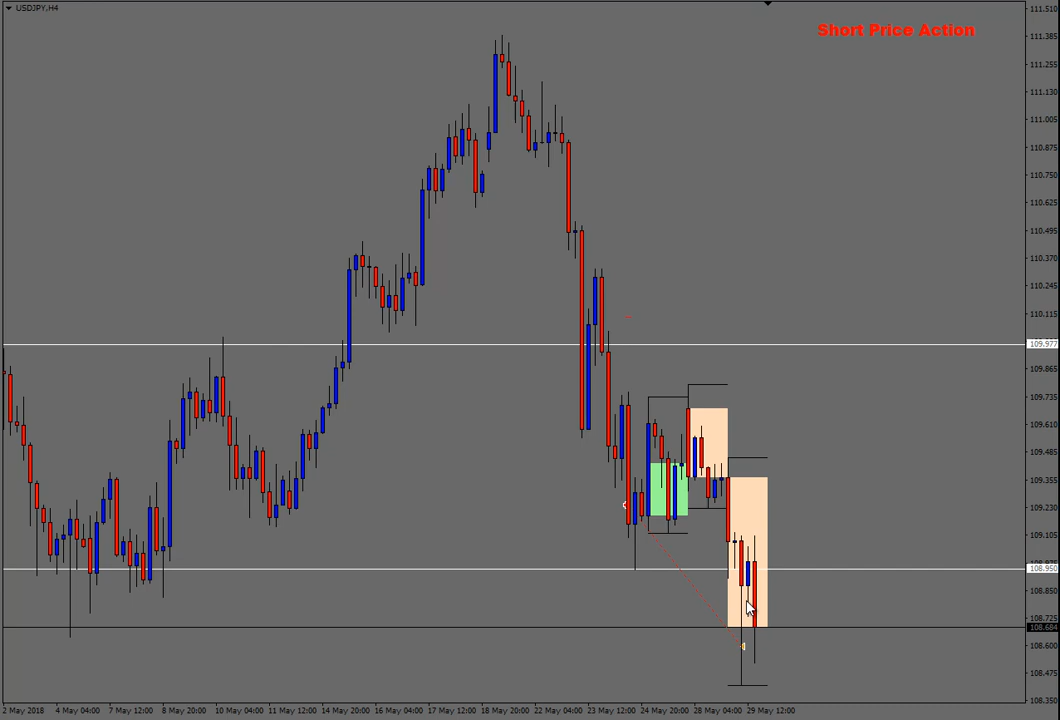 USDJPY,H4
Short Price Action
111.510
111.385
111.255
111.130
111.005
110.875
110.750
110.625
110.495
110.370
110.245
110.115
109.977
109.865
109.735
109.610
109.485
109.355
109.230
109.105
108.950
108.850
108.725
108.684
108.600
108.475
108.350
2 May 2018
4 May 04:00
7 May 12:00
8 May 20:00
10 May 04:00
11 May 12:00
14 May 20:00
16 May 04:00
17 May 12:00
18 May 20:00
22 May 04:00
23 May 12:00
24 May 20:00
28 May 04:00
29 May 12:00